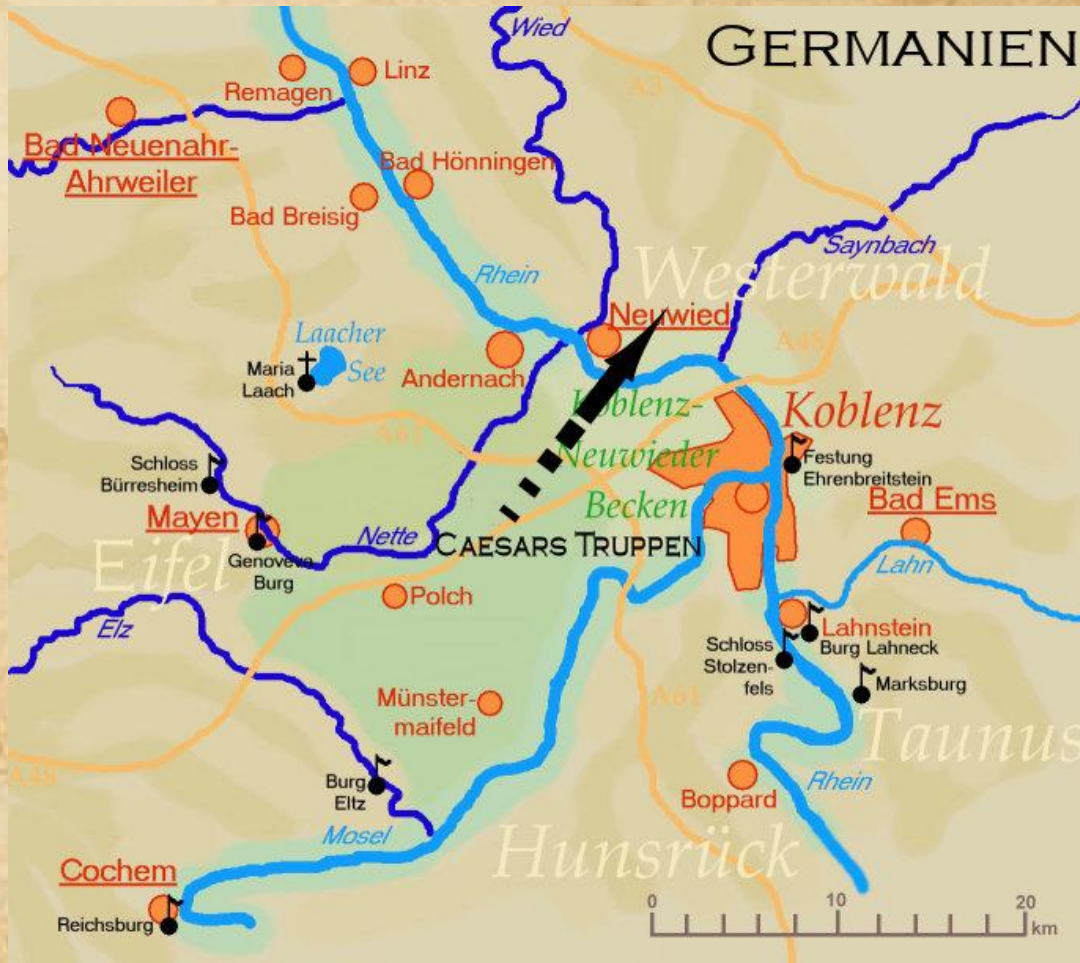 GERMANIEN
Wied
Linz
Remagen
A3
Bad Neuenahr-
Ahrweiler
Bad Hönningen
Bad Breisig
Saynbach
Rhein
Westerwald
Neuwied
Laacher
See
Maria
Laach
Andernach
A48
Koblenz-
Neuwieder
Becken
Koblenz
A61
Festung
Ehrenbreitstein
Schloss
Bürresheim
Mayen
Bad Ems
Nette
CAESARS TRUPPEN
Eifel
Genoveva
Burg
Lahn
Polch
Elz
Lahnstein
Burg Lahneck
Schloss
Stolzen-
fels
Marksburg
A61
Münster-
maifeld
Taunus
A48
Burg
Eltz
Boppard
Rhein
Mosel
Hunsrück
Cochem
Reichsburg
0 10 20
km